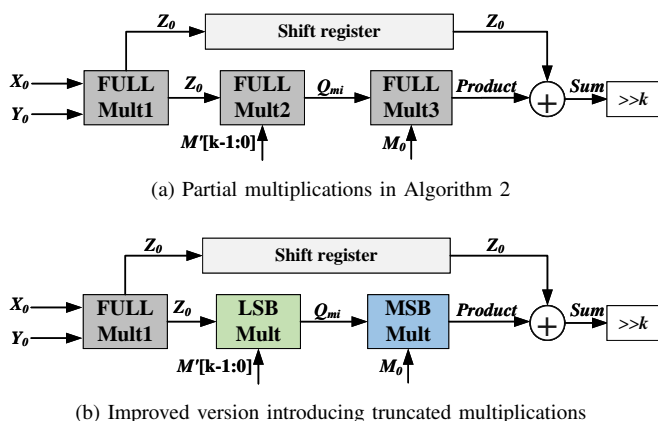 Z0 Shift register Z0
X0 FULL Mult1 Z0 FULL Mult2 Qmi FULL Mult3 Product + Sum >>k
Y0
M'[k-1:0] M0
(a) Partial multiplications in Algorithm 2
Z0 Shift register Z0
X0 FULL Mult1 Z0 LSB Mult Qmi MSB Mult Product + Sum >>k
Y0
M'[k-1:0] M0
(b) Improved version introducing truncated multiplications